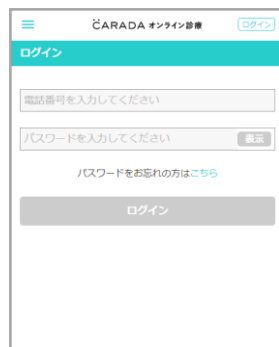 CARADA オンライン診療
ログイン
ログイン
電話番号を入力してください
パスワードを入力してください
表示
パスワードをお忘れの方はこちら
ログイン